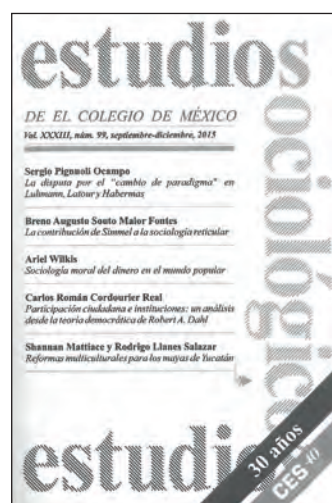 estudios
DE EL COLEGIO DE MÉXICO
Vol. XXXIII, núm. 99, septiembre-diciembre, 2015
Sergio Pignuoli Ocampo
La disputa por el "cambio de paradigma" en
Luhmann, Latour y Habermas
Breno Augusto Souto Maior Fontes
La contribución de Simmel a la sociología reticular
Ariel Wilkis
Sociología moral del dinero en el mundo popular
Carlos Román Cordourier Real
Participación ciudadana e instituciones: un análisis
desde la teoría democrática de Robert A. Dahl
Shannan Mattiace y Rodrigo Llanes Salazar
Reformas multiculturales para los mayas de Yucatán
ociológico
estudio
30 años
CES 40